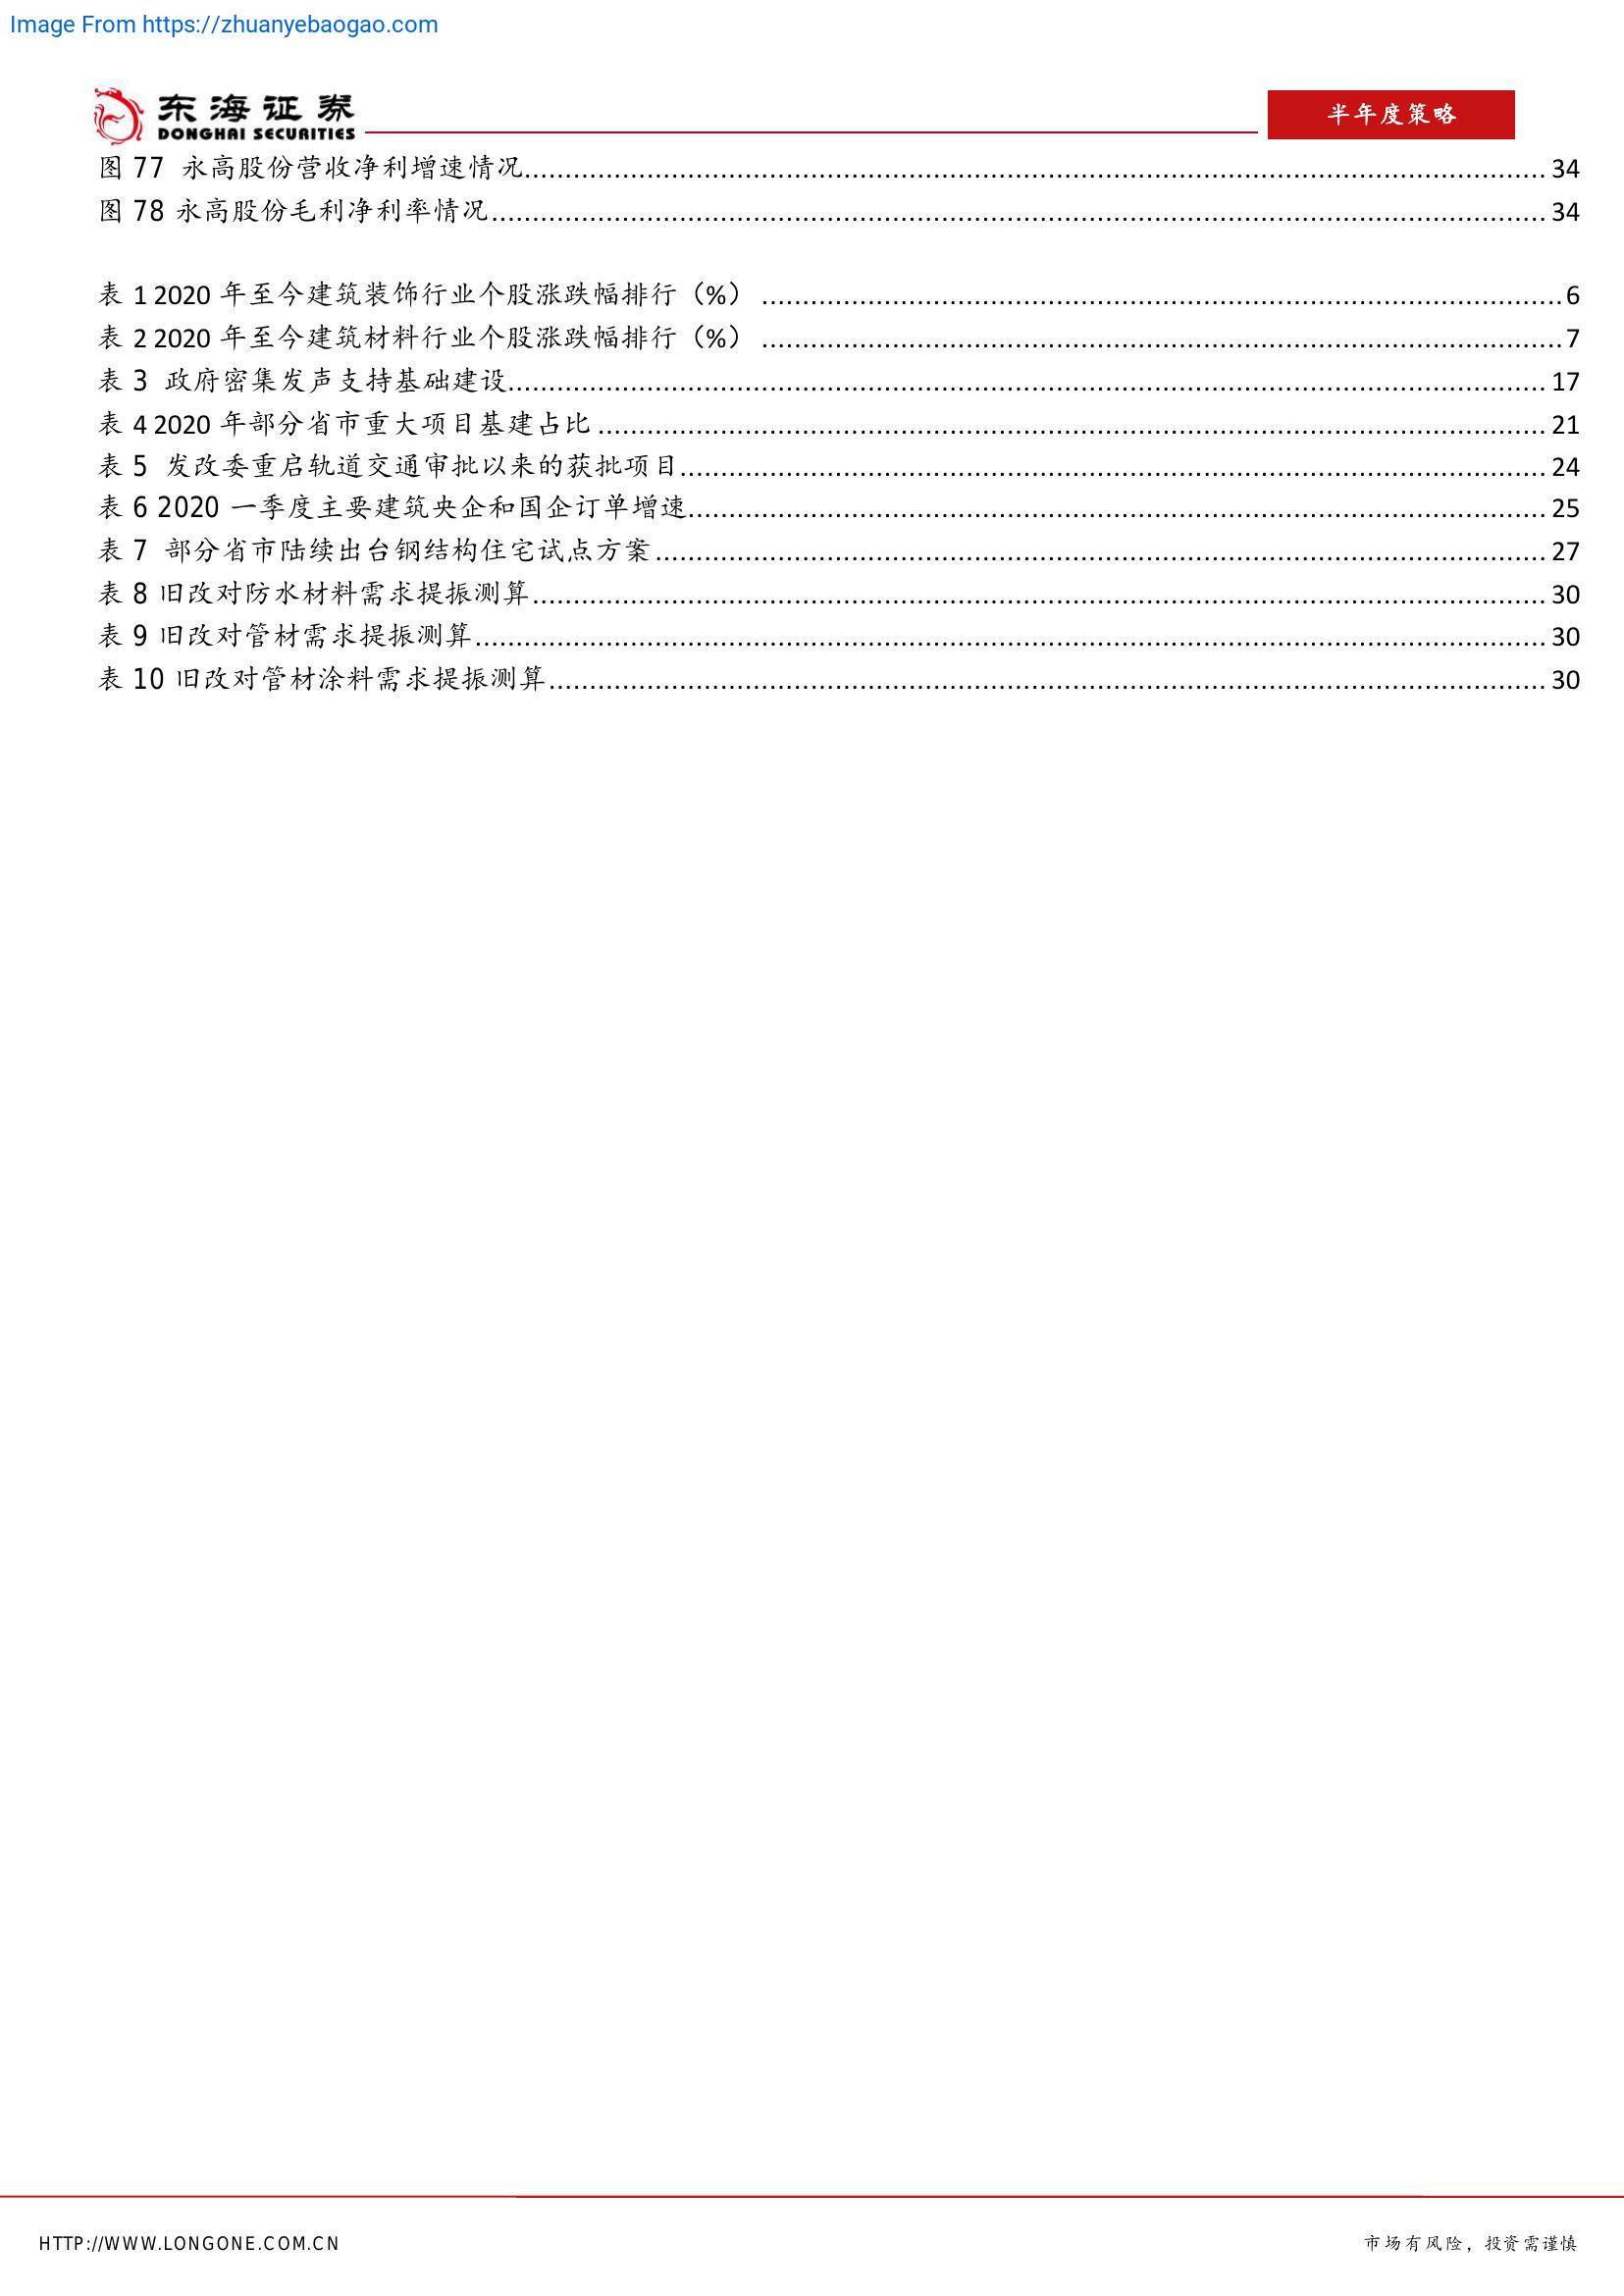 Image From https://zhuanyebaogao.com
东海证券
DONGHAI SECURITIES
半年度策略
图 77 永高股份营收净利增速情况 34
图 78 永高股份毛利净利率情况 34
表 1 2020 年至今建筑装饰行业个股涨跌幅排行（%） 6
表 2 2020 年至今建筑材料行业个股涨跌幅排行（%） 7
表 3 政府密集发声支持基础建设 17
表 4 2020 年部分省市重大项目基建占比 21
表 5 发改委重启轨道交通审批以来的获批项目 24
表 6 2020 一季度主要建筑央企和国企订单增速 25
表 7 部分省市陆续出台钢结构住宅试点方案 27
表 8 旧改对防水材料需求提振测算 30
表 9 旧改对管材需求提振测算 30
表 10 旧改对管材涂料需求提振测算 30
HTTP://WWW.LONGONE.COM.CN
市场有风险，投资需谨慎